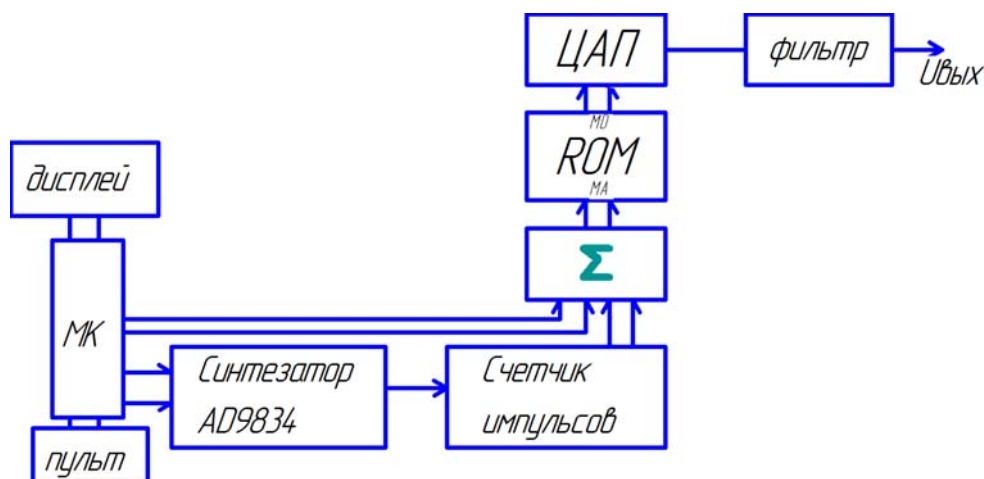 ЦАП
фильтр
Uвых
MD
ROM
MA
дисплей
Σ
МК
Синтезатор
AD9834
Счетчик
импульсов
пульт